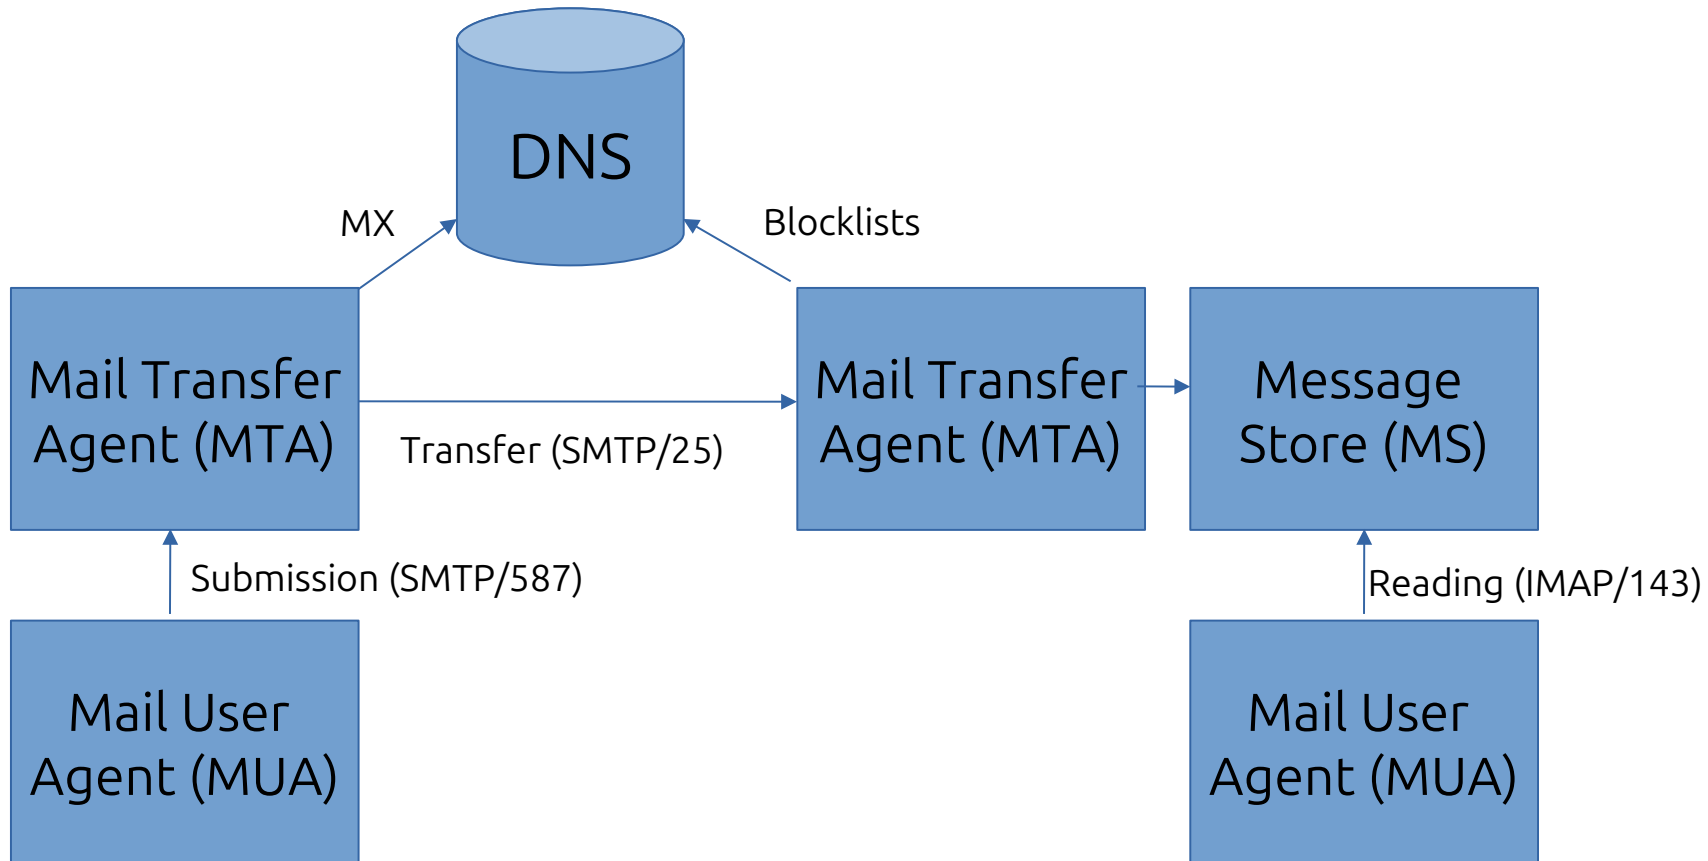 DNS
MX
Blocklists
Mail Transfer
Agent (MTA)
Transfer (SMTP/25)
Mail Transfer
Agent (MTA)
Message
Store (MS)
Submission (SMTP/587)
Reading (IMAP/143)
Mail User
Agent (MUA)
Mail User
Agent (MUA)